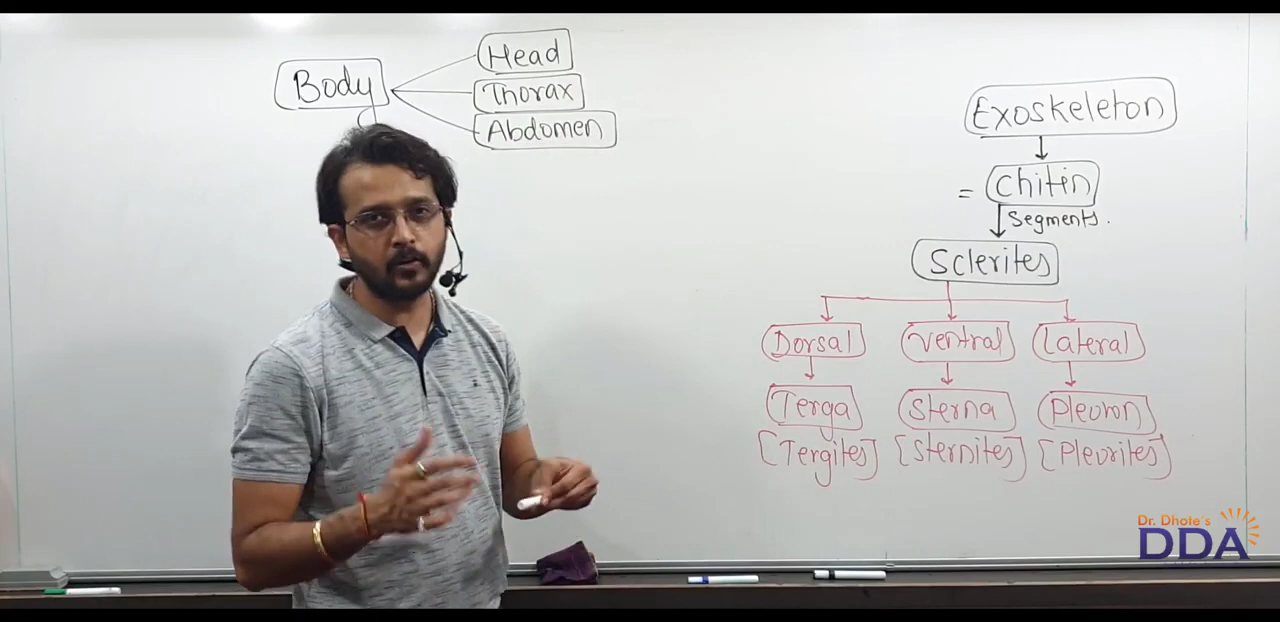 Body
Head
Thorax
Abdomen
Exoskeleton
= Chitin
Segments.
Sclerites
Dorsal Ventral Lateral
Terga Sterna Pleuron
[Tergites] [Sternites] [Pleurites]
Dr. Dhote's
DDA